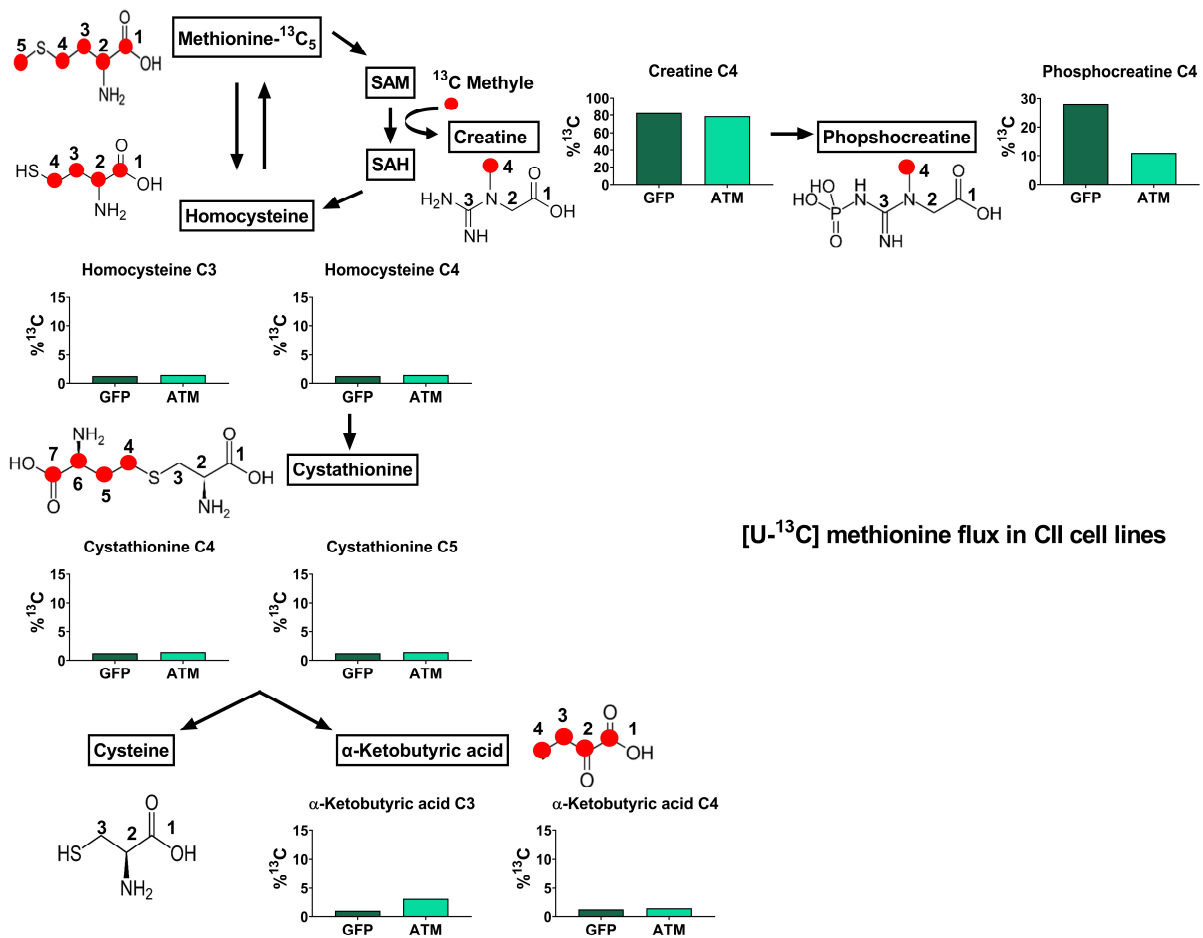 Methionine-¹³C₅
5 S 4 3 2 1 O OH NH₂
SAM
¹³C Methyle
Creatine
SAH
Homocysteine
HS 4 3 2 1 O OH NH₂
H₂N 3 N 4 2 1 O OH NH
Creatine C4
%¹³C
100
80
60
40
20
0
GFP ATM
Phopshocreatine
HO HO P O H N 3 NH N 4 2 1 O OH
Phosphocreatine C4
%¹³C
30
20
10
0
GFP ATM
Homocysteine C3
%¹³C
15
10
5
0
GFP ATM
Homocysteine C4
%¹³C
15
10
5
0
GFP ATM
HO 7 O NH₂ 6 5 4 S 3 2 1 O OH NH₂
Cystathionine
[U-¹³C] methionine flux in CII cell lines
Cystathionine C4
%¹³C
15
10
5
0
GFP ATM
Cystathionine C5
%¹³C
15
10
5
0
GFP ATM
Cysteine
α-Ketobutyric acid
4 3 2 1 O OH O
HS 3 2 1 O OH NH₂
α-Ketobutyric acid C3
%¹³C
15
10
5
0
GFP ATM
α-Ketobutyric acid C4
%¹³C
15
10
5
0
GFP ATM